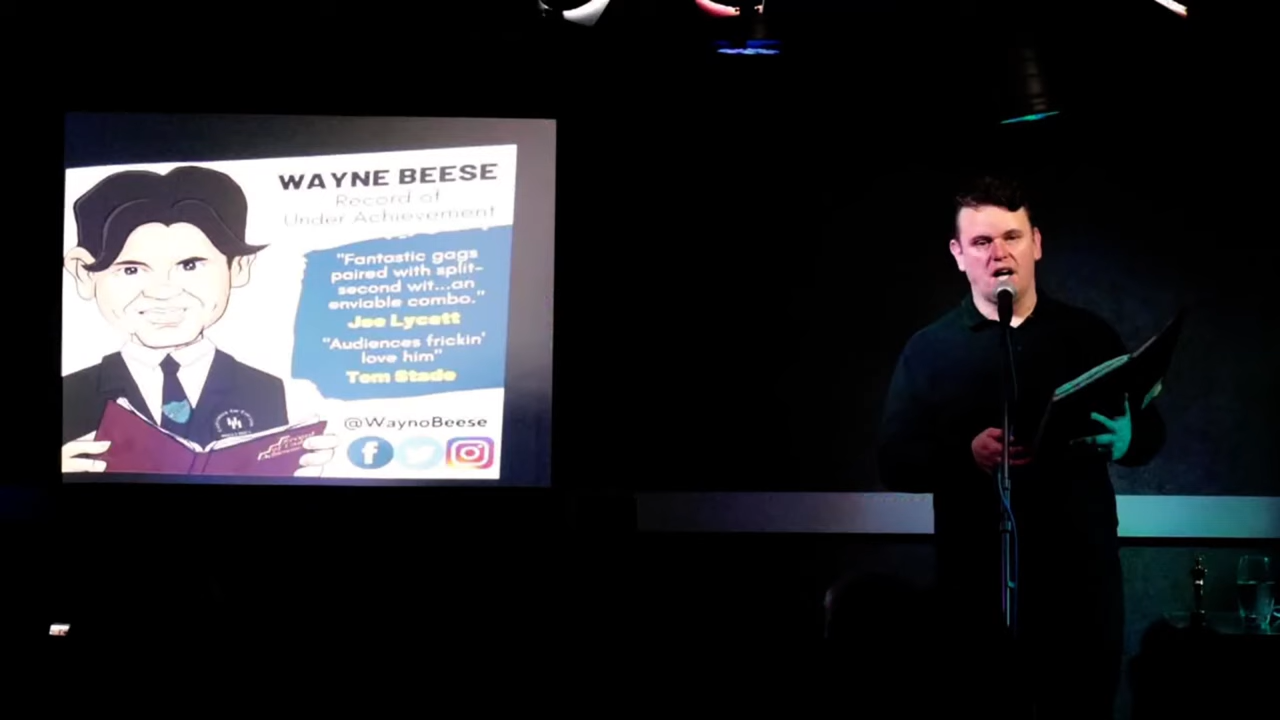 WAYNE BEESE
Record of
Under Achievement
"Fantastic gags
paired with split-
second wit...an
enviable combo."
Joe Lycett
"Audiences frickin'
love him"
Tom Stade
@WaynoBeese